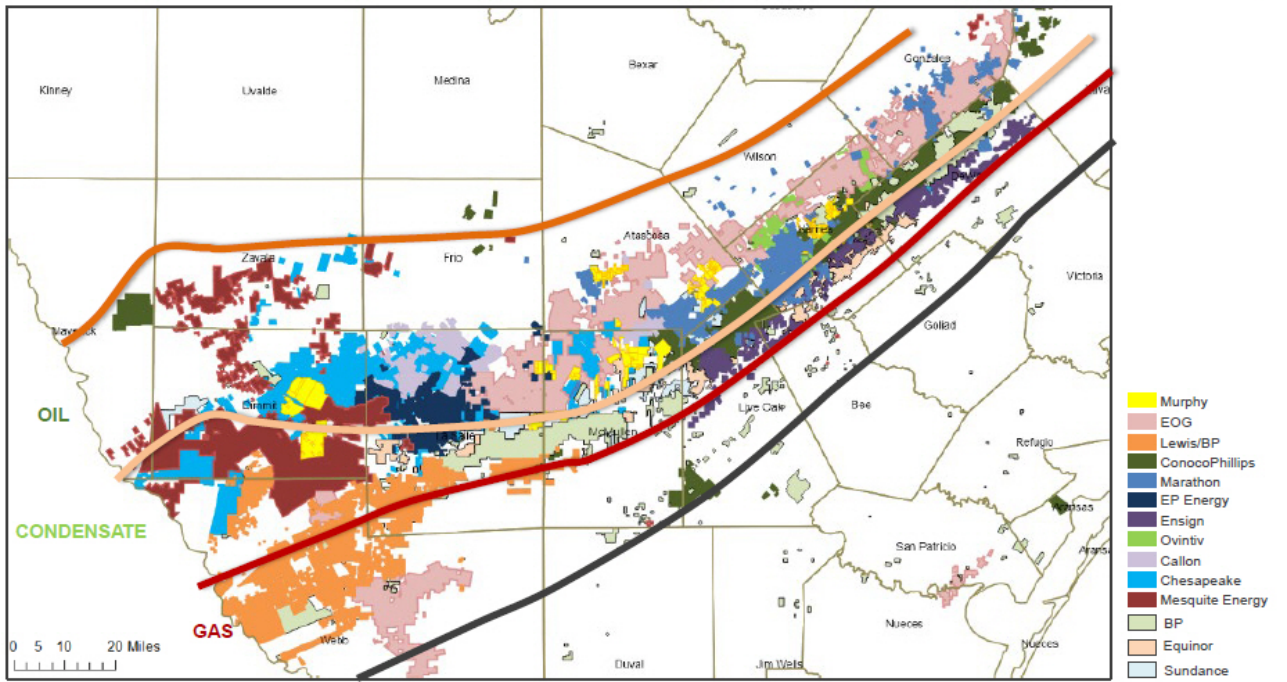 Gonzales
Kinney
Uvalde
Medina
Bexar
Wilson
Atascosa
Karnes
Zavala
Frio
Victoria
Maverick
Goliad
OIL
Dimmit
La Salle
McMullen
Live Oak
Bee
Refugio
CONDENSATE
Aransas
San Patricio
GAS
Webb
Nueces
Nueces
Duval
Jim Wells
0 5 10 20 Miles
Murphy
EOG
Lewis/BP
ConocoPhillips
Marathon
EP Energy
Ensign
Ovintiv
Callon
Chesapeake
Mesquite Energy
BP
Equinor
Sundance